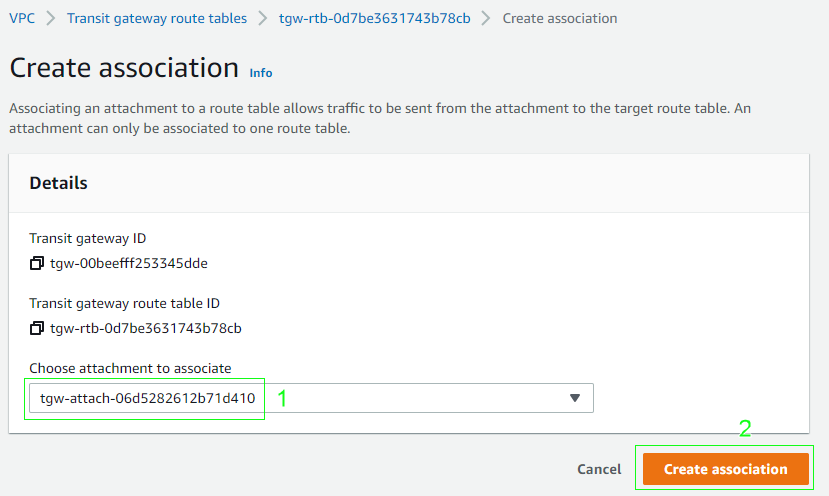 VPC > Transit gateway route tables > tgw-rtb-0d7be3631743b78cb > Create association
Create association Info
Associating an attachment to a route table allows traffic to be sent from the attachment to the target route table. An
attachment can only be associated to one route table.
Details
Transit gateway ID
tgw-00beefff253345dde
Transit gateway route table ID
tgw-rtb-0d7be3631743b78cb
Choose attachment to associate
tgw-attach-06d5282612b71d410 1
2
Cancel Create association